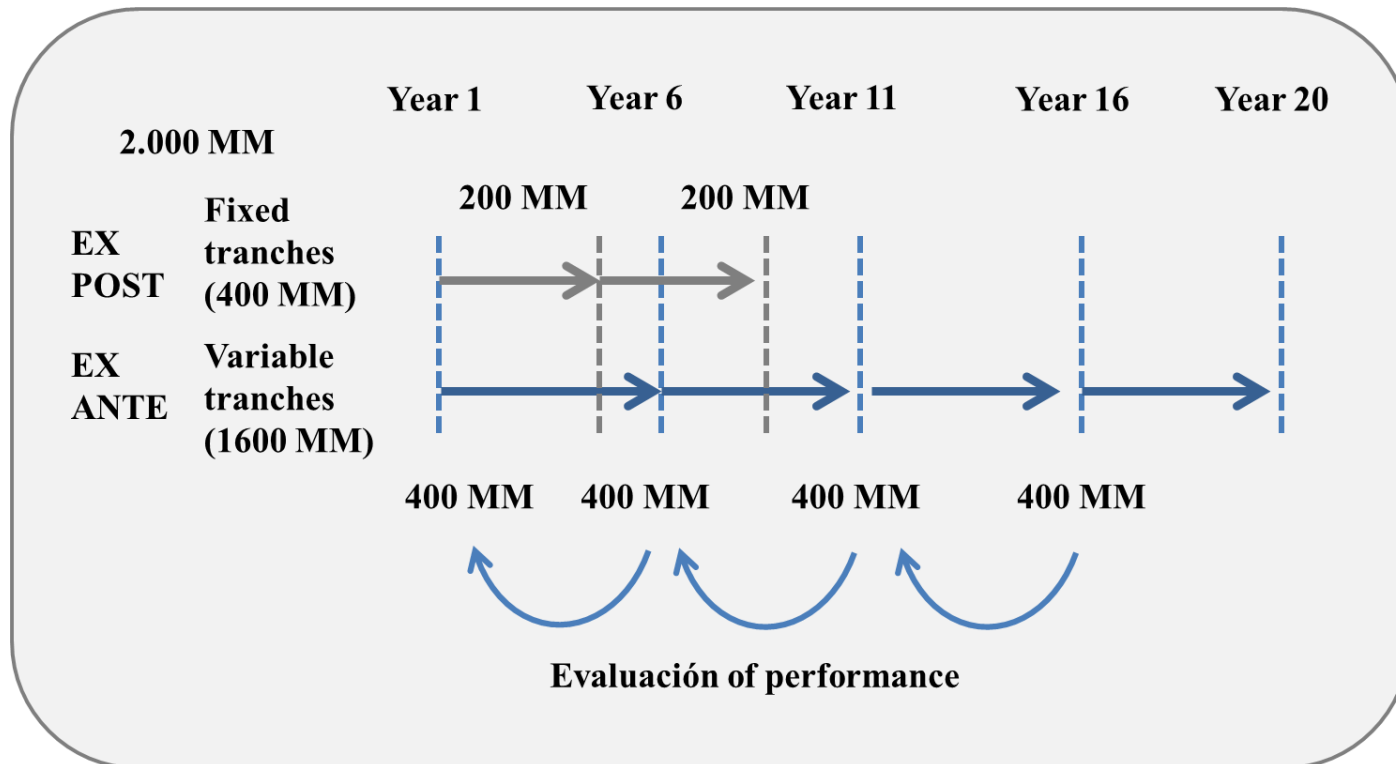 Year 1 Year 6 Year 11 Year 16 Year 20
2.000 MM
200 MM 200 MM
EX
POST
Fixed
tranches
(400 MM)
EX
ANTE
Variable
tranches
(1600 MM)
400 MM 400 MM 400 MM 400 MM
Evaluación of performance